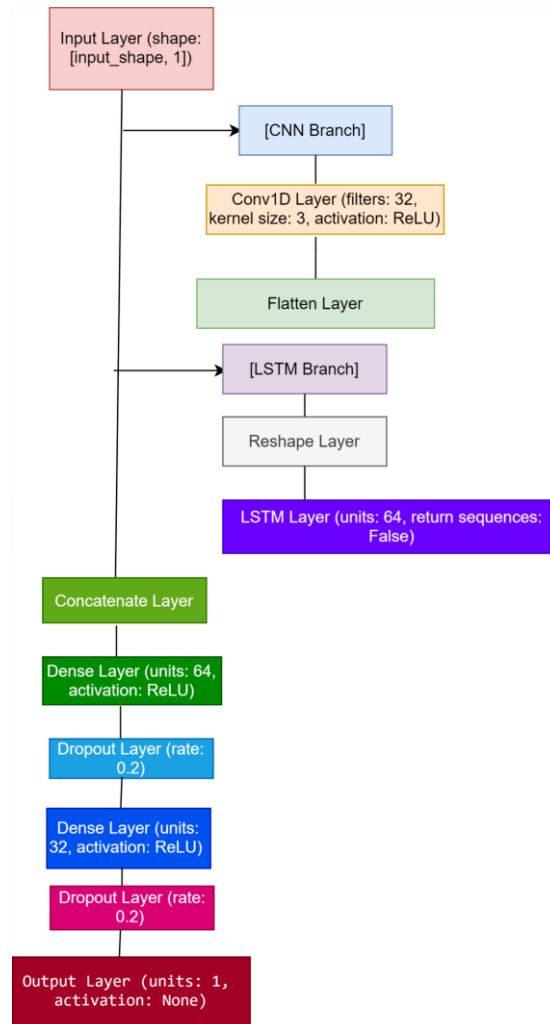 Input Layer (shape:
[input_shape, 1])
[CNN Branch]
Conv1D Layer (filters: 32,
kernel size: 3, activation: ReLU)
Flatten Layer
[LSTM Branch]
Reshape Layer
LSTM Layer (units: 64, return sequences:
False)
Concatenate Layer
Dense Layer (units: 64,
activation: ReLU)
Dropout Layer (rate:
0.2)
Dense Layer (units:
32, activation: ReLU)
Dropout Layer (rate:
0.2)
Output Layer (units: 1,
activation: None)